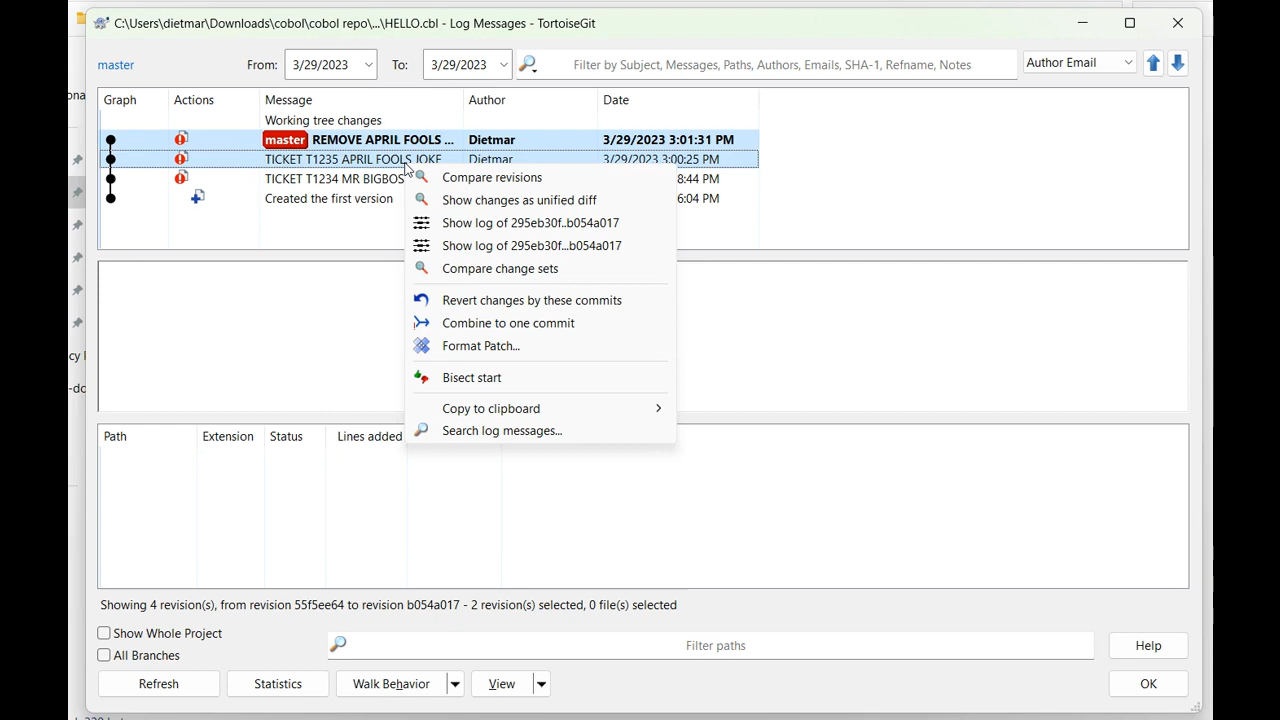 C:\Users\dietmar\Downloads\cobol\cobol repo\...\HELLO.cbl - Log Messages - TortoiseGit
master From: 3/29/2023 To: 3/29/2023 Filter by Subject, Messages, Paths, Authors, Emails, SHA-1, Refname, Notes Author Email
Graph Actions Message Author Date
Working tree changes
master REMOVE APRIL FOOLS ... Dietmar 3/29/2023 3:01:31 PM
TICKET T1235 APRIL FOOLS JOKE Dietmar 3/29/2023 3:00:25 PM
TICKET T1234 MR BIGBOS 8:44 PM
Created the first version 6:04 PM
Compare revisions
Show changes as unified diff
Show log of 295eb30f..b054a017
Show log of 295eb30f...b054a017
Compare change sets
Revert changes by these commits
Combine to one commit
Format Patch...
Bisect start
Copy to clipboard
Search log messages...
Path Extension Status Lines added
Showing 4 revision(s), from revision 55f5ee64 to revision b054a017 - 2 revision(s) selected, 0 file(s) selected
Show Whole Project
All Branches
Filter paths
Help
Refresh Statistics Walk Behavior View OK